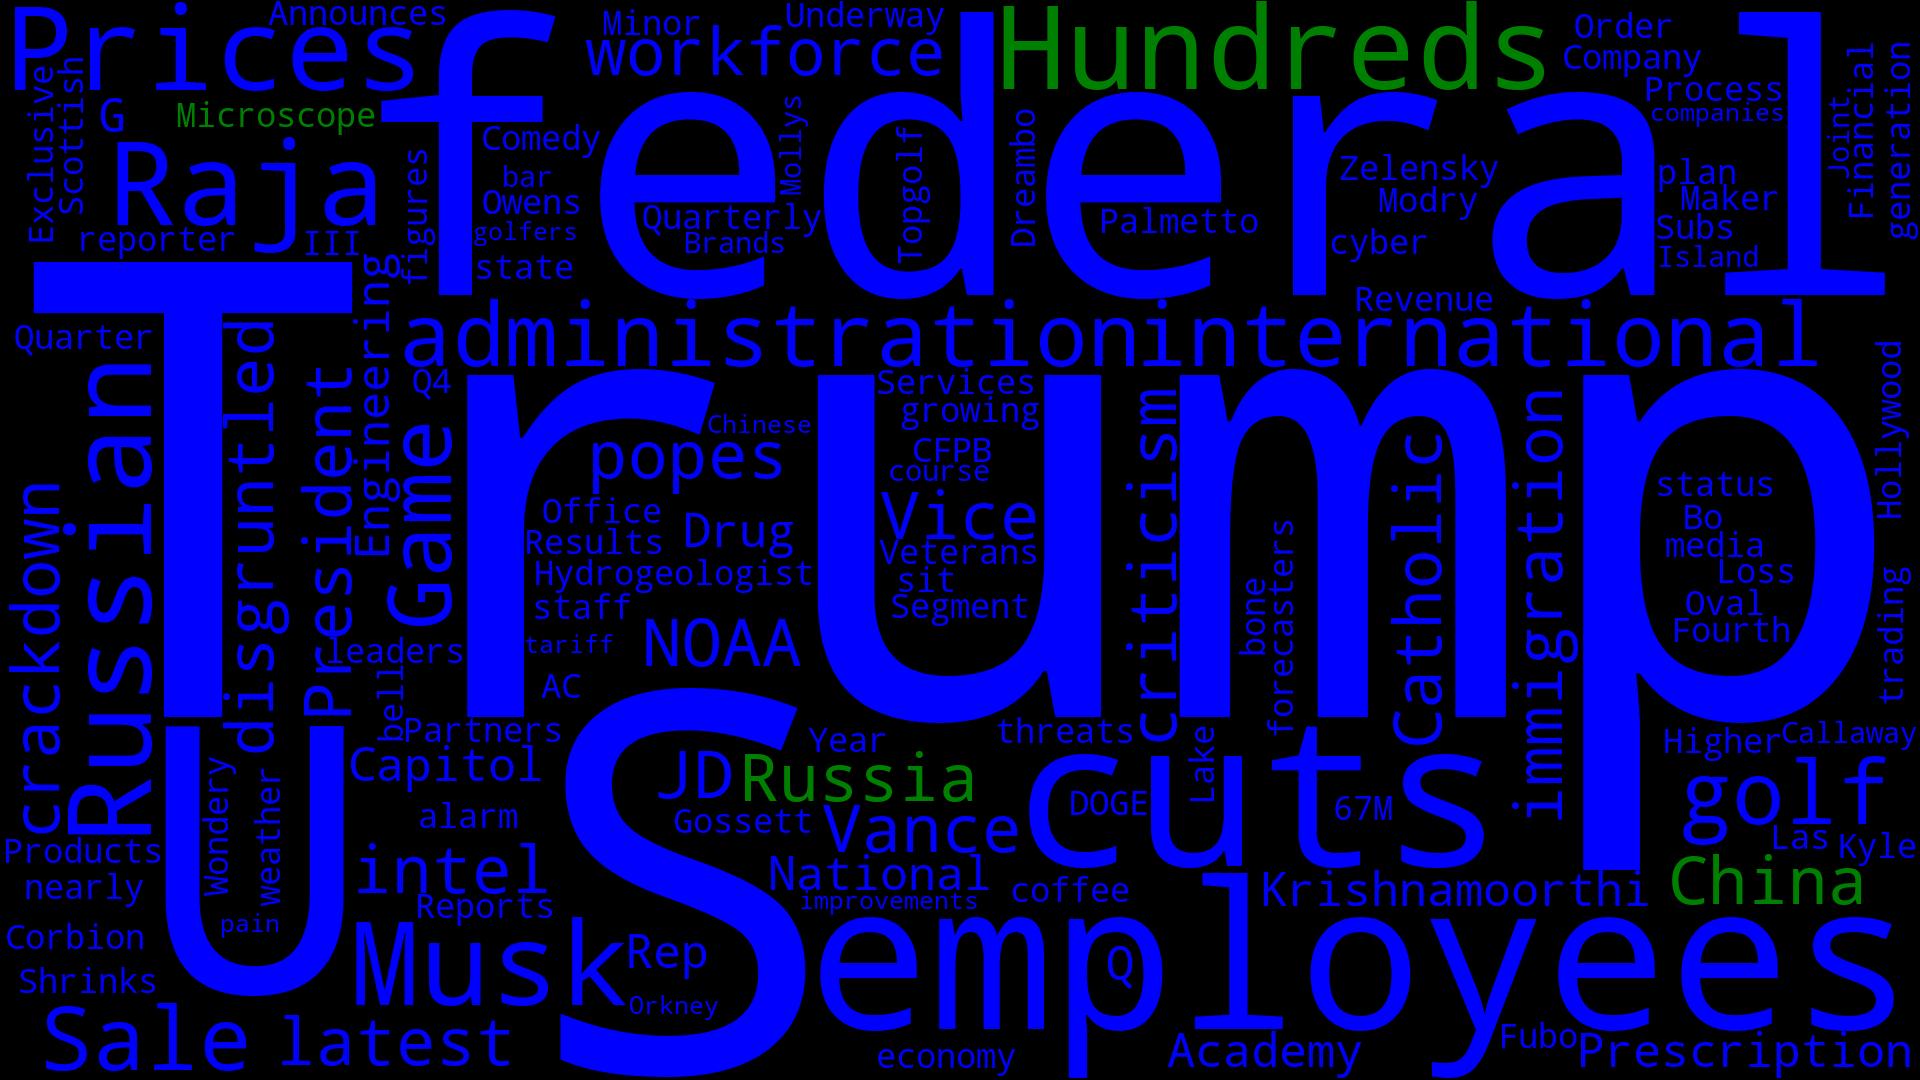 Prices
Announces
federal
Minor
Underway
workforce
Hundreds
Order
Company
Process
companies
Exclusive
Scottish
G
Microscope
Raja
reporter
III
figures
Comedy
bar
Owens
golfers
state
Quarterly
Brands
Mollys
Topgolf
Dreambo
Palmetto
Zelensky
Modry
cyber
plan
Maker
Subs
Island
Joint
Financial
generation
Revenue
Trump
administration
international
Quarter
Russian
disgruntled
President
Engineering
Q4
Game
Chinese
popes
Services
growing
CFPB
course
Vice
Veterans
sit
Segment
criticism
Catholic
immigration
Hollywood
status
Bo
media
Loss
Oval
Fourth
trading
Office
Results
Drug
Hydrogeologist
staff
tariff
NOAA
AC
bone
forecasters
crackdown
leaders
bell
Partners
Capitol
alarm
U
S
Wondery
weather
pain
Year
threats
JD
Russia
Gossett
Vance
cuts
DOGE
Lake
67M
Higher
Callaway
golf
Las
Kyle
China
Products
nearly
Corbion
Shrinks
intel
Reports
National
improvements
coffee
Krishnamoorthi
Musk
Rep
Orkney
employees
Q
Sale
latest
economy
Academy
Fubo
Prescription